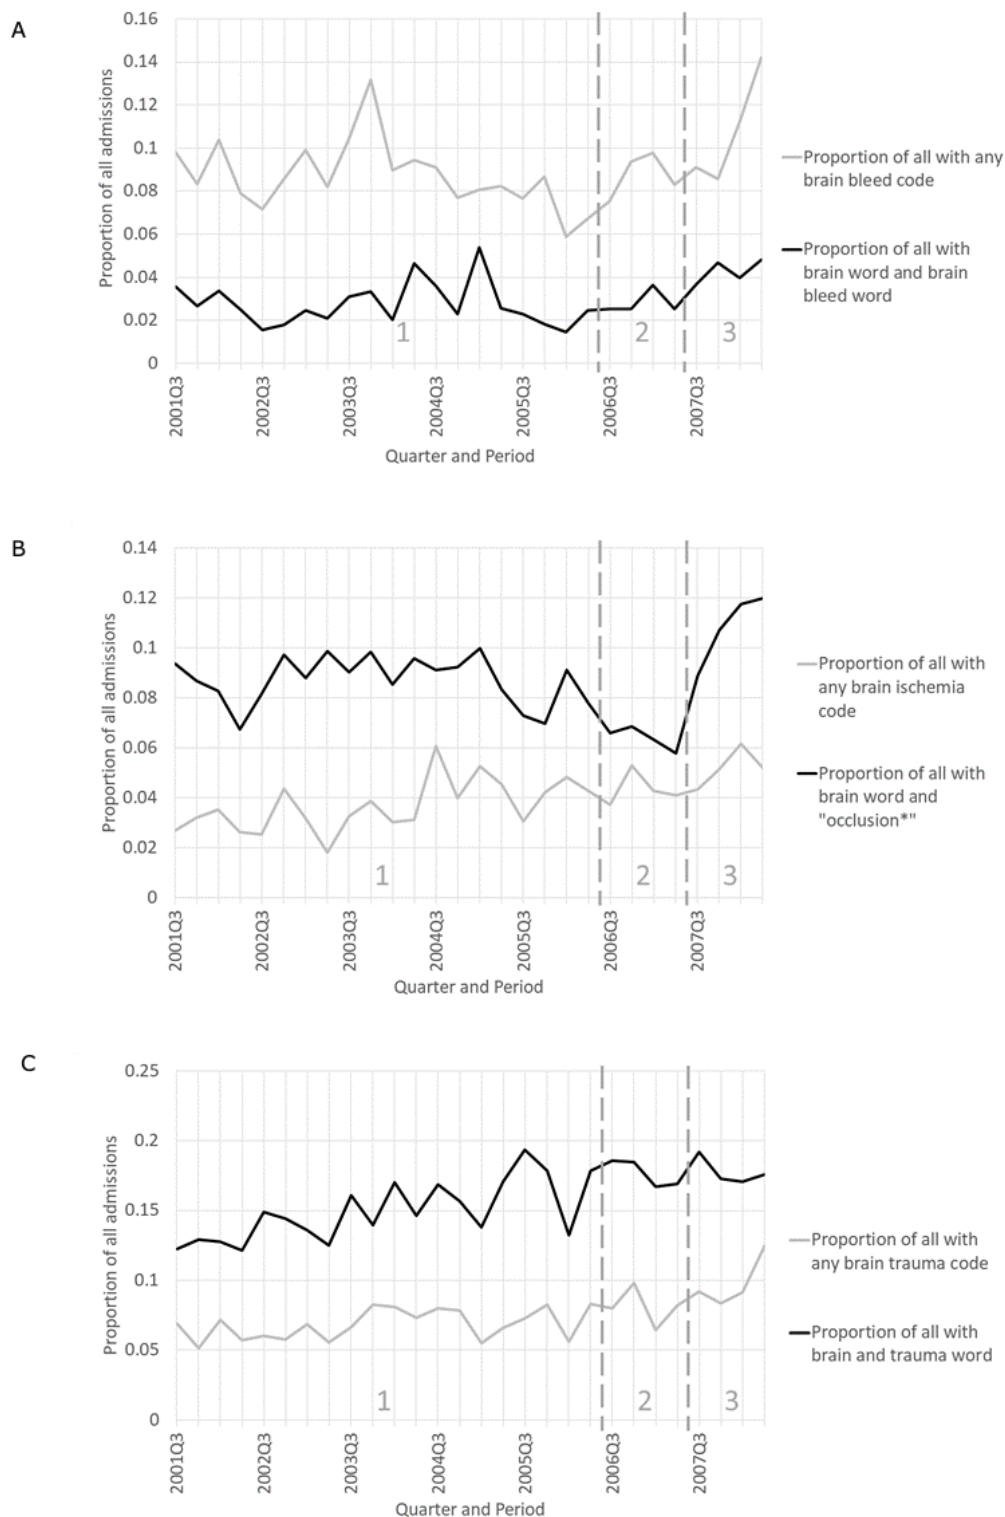 A
0.16
0.14
0.12
0.1
0.08
0.06
0.04
0.02
0
Proportion of all admissions
1
2
3
2001Q3
2002Q3
2003Q3
2004Q3
2005Q3
2006Q3
2007Q3
Quarter and Period
Proportion of all with any
brain bleed code
Proportion of all with
brain word and brain
bleed word
B
0.14
0.12
0.1
0.08
0.06
0.04
0.02
0
Proportion of all admissions
1
2
3
2001Q3
2002Q3
2003Q3
2004Q3
2005Q3
2006Q3
2007Q3
Quarter and Period
Proportion of all with
any brain ischemia
code
Proportion of all with
brain word and
"occlusion*"
C
0.25
0.2
0.15
0.1
0.05
0
Proportion of all admissions
1
2
3
2001Q3
2002Q3
2003Q3
2004Q3
2005Q3
2006Q3
2007Q3
Quarter and Period
Proportion of all with
any brain trauma code
Proportion of all with
brain and trauma word